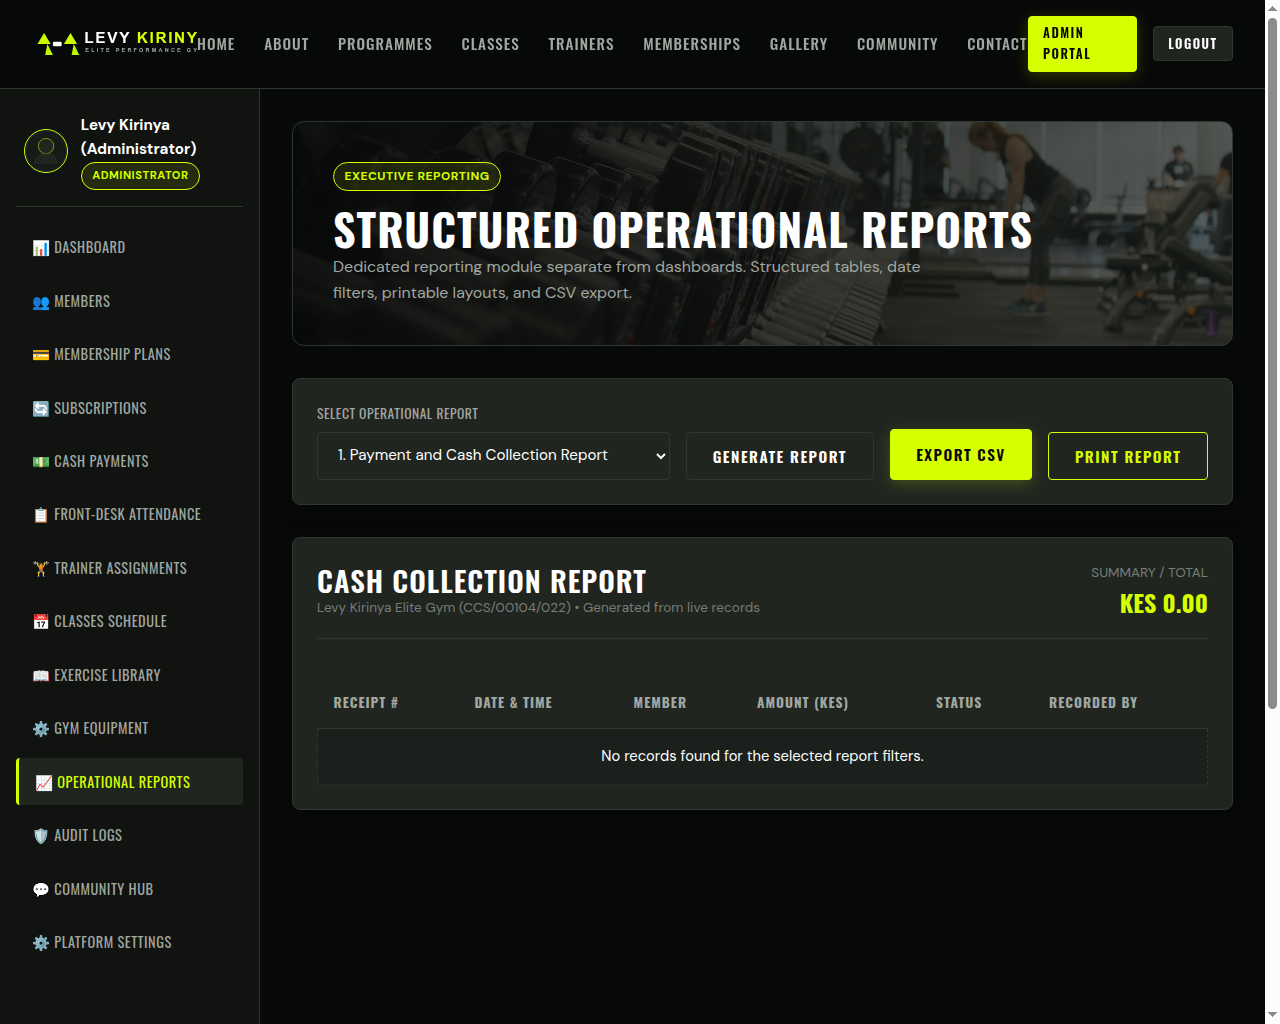 LEVY KIRINY
ELITE PERFORMANCE GY
HOME
ABOUT
PROGRAMMES
CLASSES
TRAINERS
MEMBERSHIPS
GALLERY
COMMUNITY
CONTACT
ADMIN
PORTAL
LOGOUT
Levy Kirinya
(Administrator)
ADMINISTRATOR
DASHBOARD
MEMBERS
MEMBERSHIP PLANS
SUBSCRIPTIONS
CASH PAYMENTS
FRONT-DESK ATTENDANCE
TRAINER ASSIGNMENTS
CLASSES SCHEDULE
EXERCISE LIBRARY
GYM EQUIPMENT
OPERATIONAL REPORTS
AUDIT LOGS
COMMUNITY HUB
PLATFORM SETTINGS
EXECUTIVE REPORTING
STRUCTURED OPERATIONAL REPORTS
Dedicated reporting module separate from dashboards. Structured tables, date
filters, printable layouts, and CSV export.
SELECT OPERATIONAL REPORT
1. Payment and Cash Collection Report
GENERATE REPORT
EXPORT CSV
PRINT REPORT
CASH COLLECTION REPORT
Levy Kirinya Elite Gym (CCS/00104/022) • Generated from live records
SUMMARY / TOTAL
KES 0.00
RECEIPT #
DATE & TIME
MEMBER
AMOUNT (KES)
STATUS
RECORDED BY
No records found for the selected report filters.